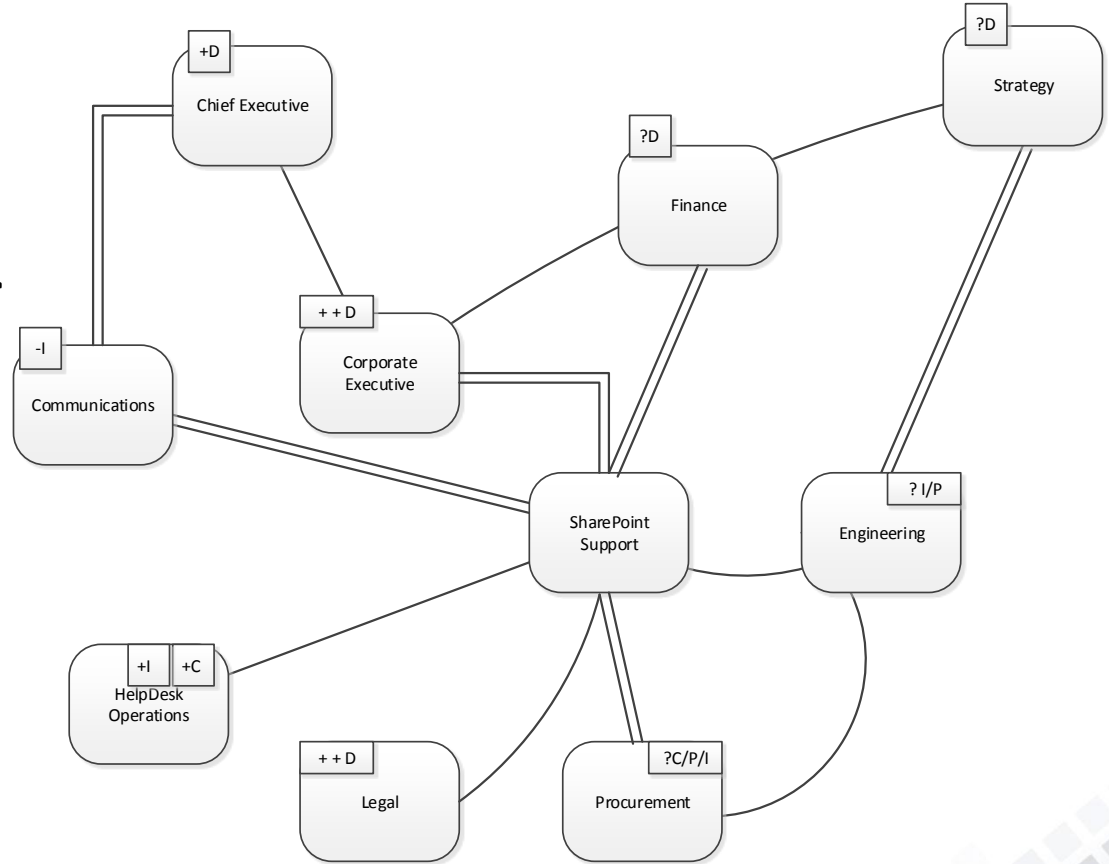 ?D
Strategy
+D
Chief Executive
?D
Finance
+ + D
Corporate
Executive
-I
Communications
SharePoint
Support
? I/P
Engineering
+I
+C
HelpDesk
Operations
+ + D
Legal
?C/P/I
Procurement